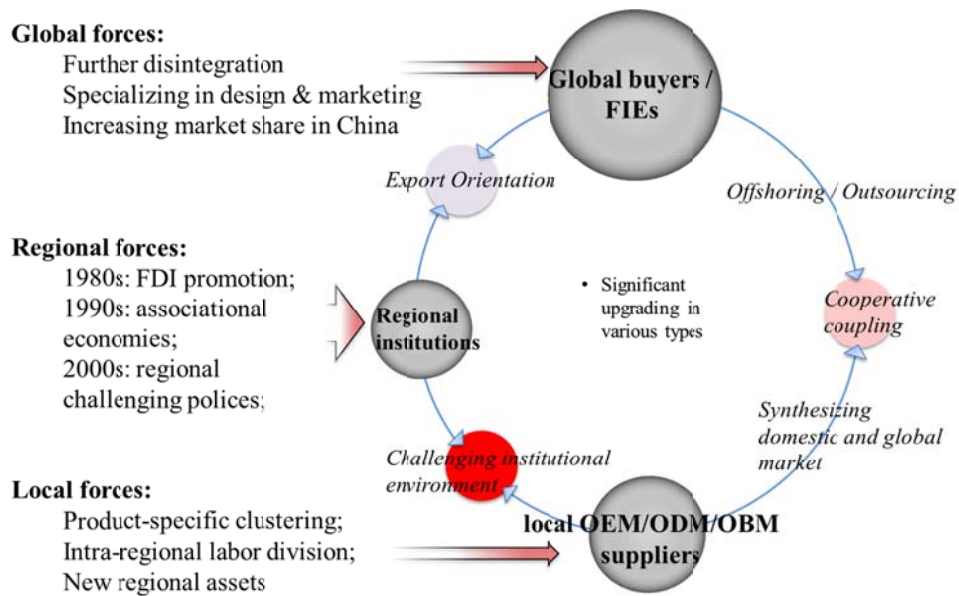 Global forces:
Further disintegration
Specializing in design & marketing
Increasing market share in China
Global buyers /
FIEs
Export Orientation
Offshoring / Outsourcing
Regional forces:
1980s: FDI promotion;
1990s: associational
economies;
2000s: regional
challenging polices;
Regional
institutions
• Significant
upgrading in
various types
Cooperative
coupling
Synthesizing
domestic and global
market
Challenging institutional
environment
Local forces:
Product-specific clustering;
Intra-regional labor division;
New regional assets
local OEM/ODM/OBM
suppliers